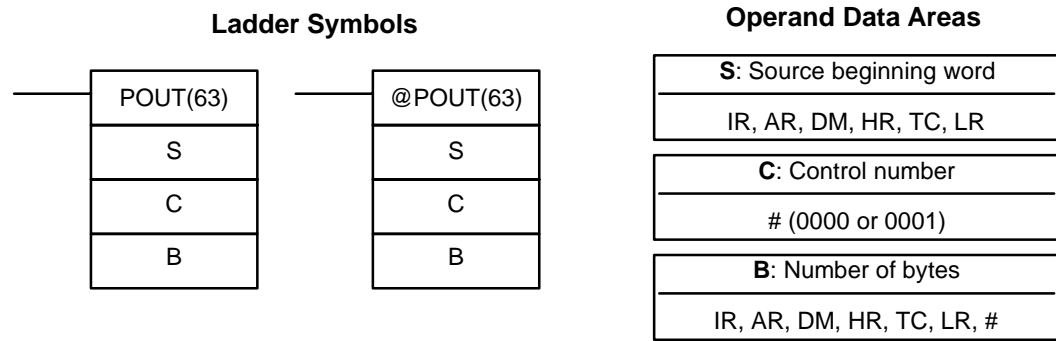 Ladder Symbols
POUT(63)
S
C
B
@POUT(63)
S
C
B
Operand Data Areas
S: Source beginning word
IR, AR, DM, HR, TC, LR
C: Control number
# (0000 or 0001)
B: Number of bytes
IR, AR, DM, HR, TC, LR, #